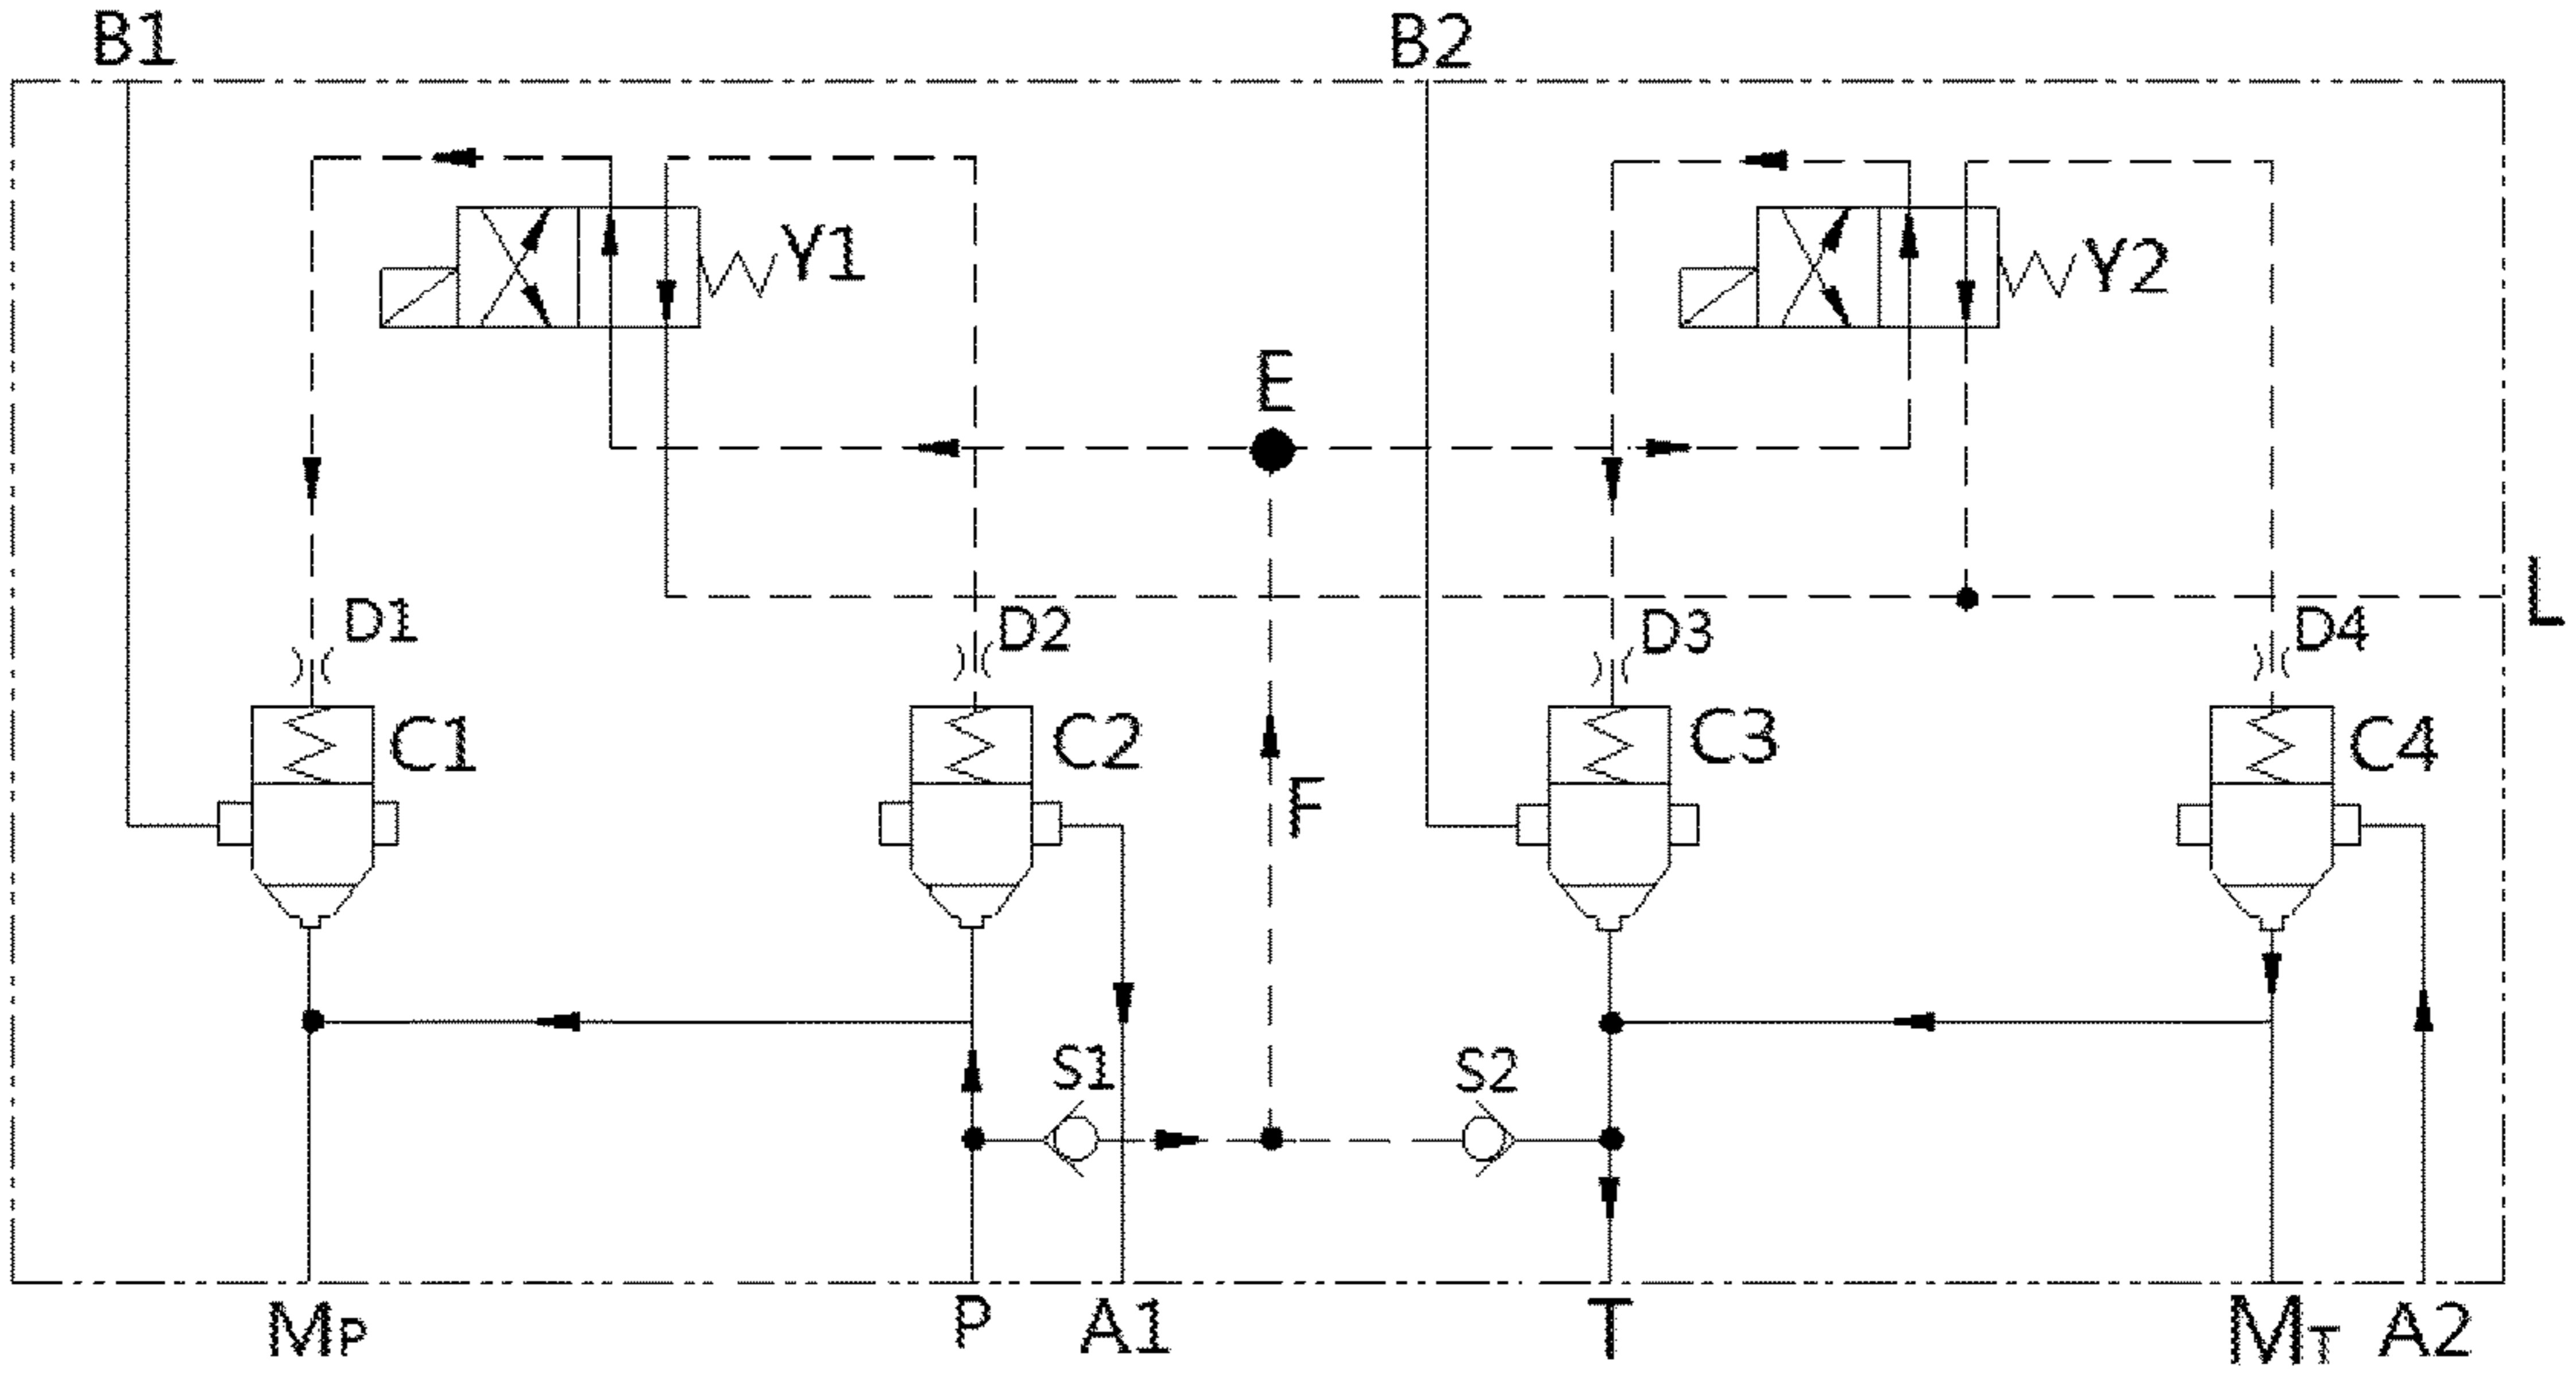 B1 B2
Y1 Y2
E
L
D1 D2 D3 D4
C1 C2 C3 C4
F
S1 S2
MP P A1 T MT A2